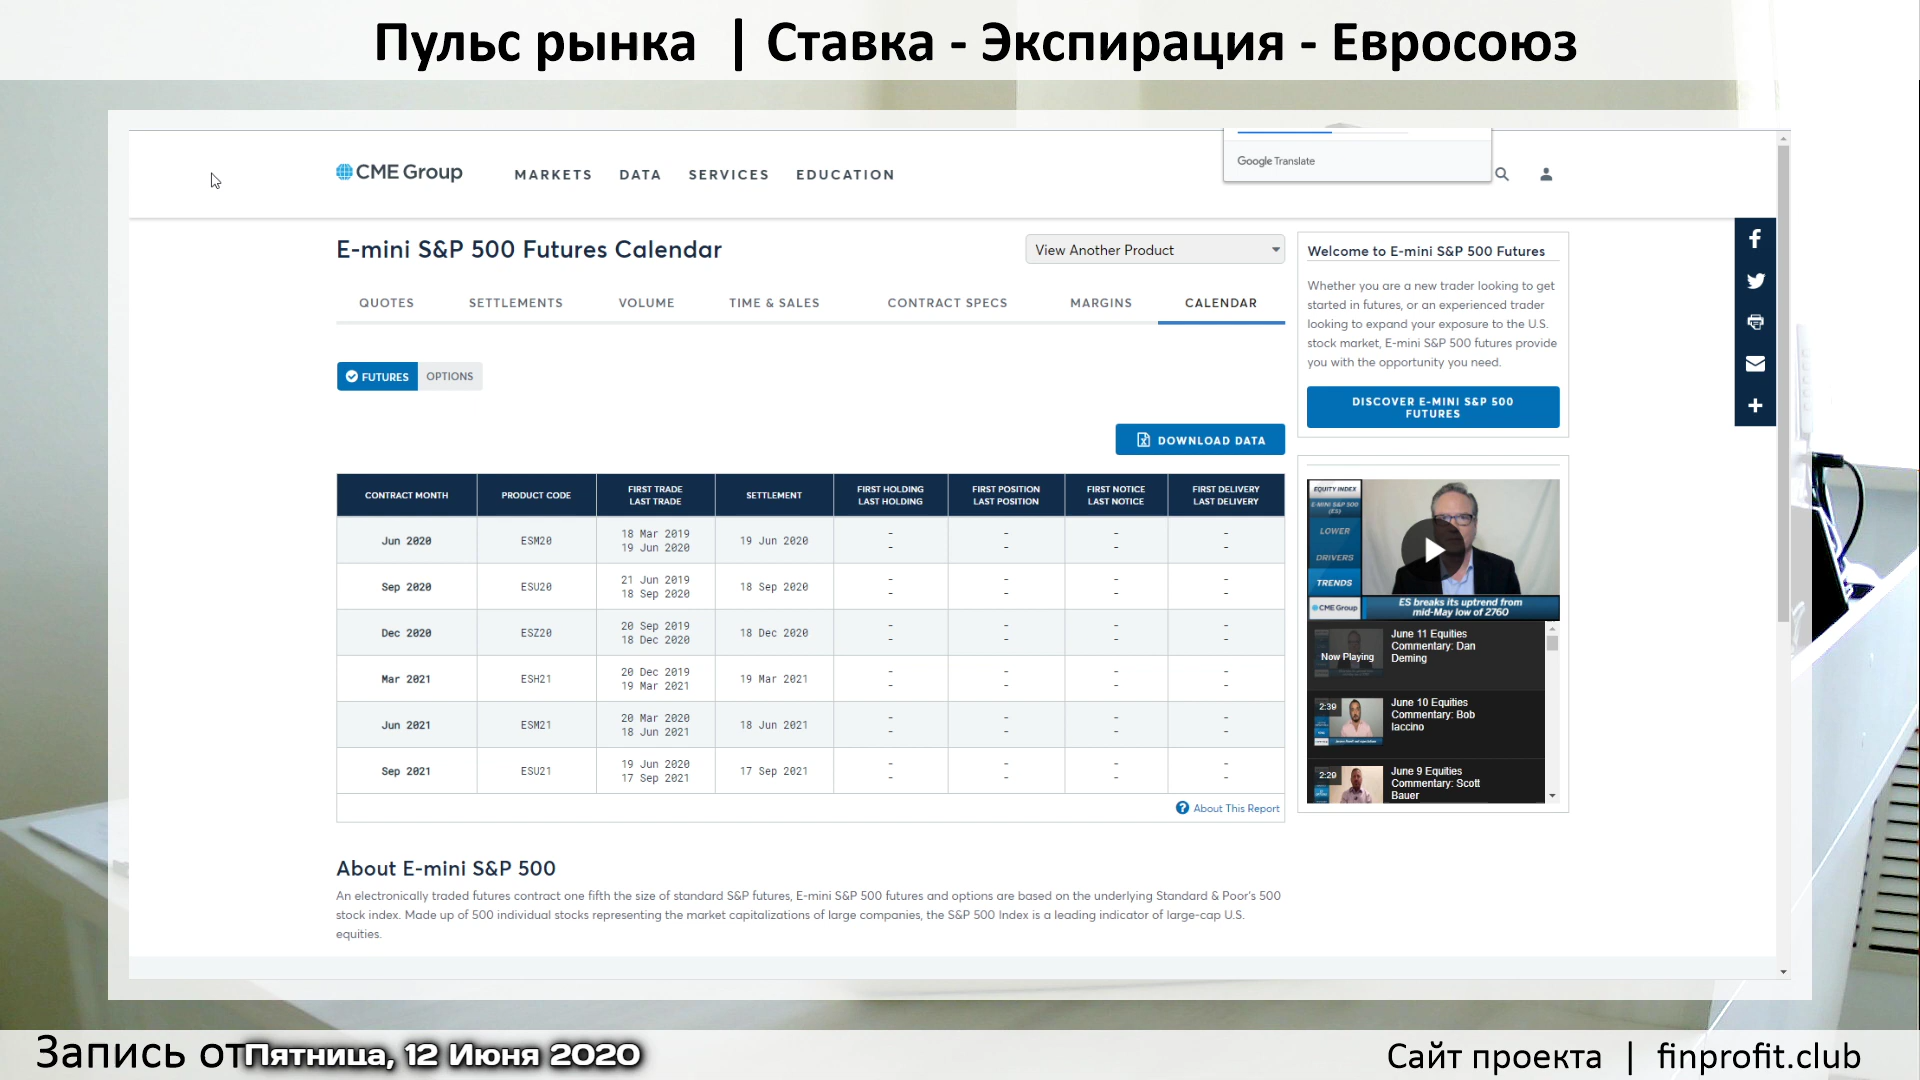 Пульс рынка | Ставка - Экспирация - Евросоюз
Google Translate
CME Group MARKETS DATA SERVICES EDUCATION
E-mini S&P 500 Futures Calendar
View Another Product
QUOTES SETTLEMENTS VOLUME TIME & SALES CONTRACT SPECS MARGINS CALENDAR
FUTURES OPTIONS
DOWNLOAD DATA
CONTRACT MONTH PRODUCT CODE FIRST TRADE LAST TRADE SETTLEMENT FIRST HOLDING LAST HOLDING FIRST POSITION LAST POSITION FIRST NOTICE LAST NOTICE FIRST DELIVERY LAST DELIVERY
Jun 2020 ESM20 18 Mar 2019 19 Jun 2020 19 Jun 2020 - - - - - - - -
Sep 2020 ESU20 21 Jun 2019 18 Sep 2020 18 Sep 2020 - - - - - - - -
Dec 2020 ESZ20 20 Sep 2019 18 Dec 2020 18 Dec 2020 - - - - - - - -
Mar 2021 ESH21 20 Dec 2019 19 Mar 2021 19 Mar 2021 - - - - - - - -
Jun 2021 ESM21 20 Mar 2020 18 Jun 2021 18 Jun 2021 - - - - - - - -
Sep 2021 ESU21 19 Jun 2020 17 Sep 2021 17 Sep 2021 - - - - - - - -
About This Report
About E-mini S&P 500
An electronically traded futures contract one fifth the size of standard S&P futures, E-mini S&P 500 futures and options are based on the underlying Standard & Poor's 500
stock index. Made up of 500 individual stocks representing the market capitalizations of large companies, the S&P 500 Index is a leading indicator of large-cap U.S.
equities.
Welcome to E-mini S&P 500 Futures
Whether you are a new trader looking to get
started in futures, or an experienced trader
looking to expand your exposure to the U.S.
stock market, E-mini S&P 500 futures provide
you with the opportunity you need.
DISCOVER E-MINI S&P 500
FUTURES
EQUITY INDEX
E-MINI S&P 500
(ES)
LOWER
DRIVERS
TRENDS
CME Group
ES breaks its uptrend from
mid-May low of 2760
Now Playing
June 11 Equities
Commentary: Dan
Deming
2:39
June 10 Equities
Commentary: Bob
Iaccino
2:29
June 9 Equities
Commentary: Scott
Bauer
Запись от Пятница, 12 Июня 2020
Сайт проекта | finprofit.club